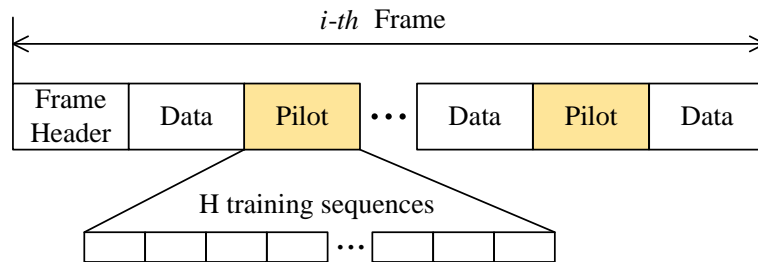 i-th Frame
Frame
Header
Data
Pilot
•••
Data
Pilot
Data
H training sequences
•••